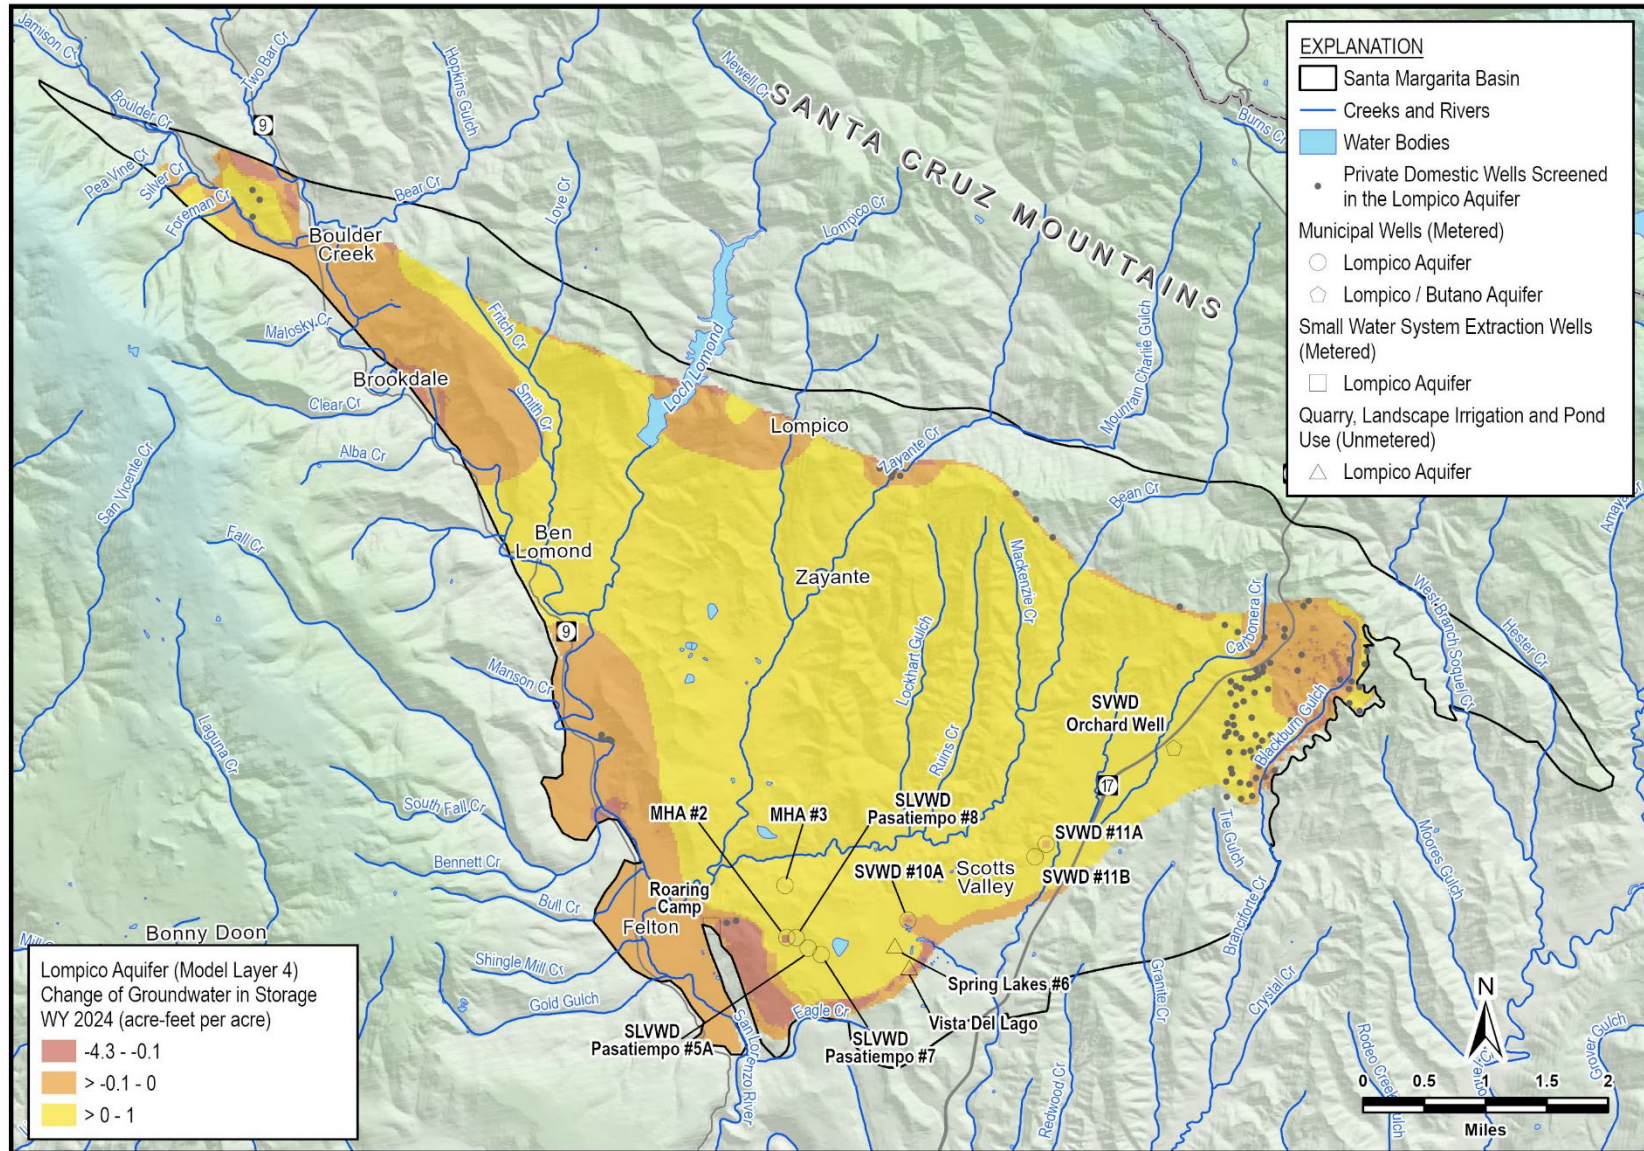 EXPLANATION
Santa Margarita Basin
Creeks and Rivers
Water Bodies
Private Domestic Wells Screened
in the Lompico Aquifer
Municipal Wells (Metered)
Lompico Aquifer
Lompico / Butano Aquifer
Small Water System Extraction Wells
(Metered)
Lompico Aquifer
Quarry, Landscape Irrigation and Pond
Use (Unmetered)
Lompico Aquifer
Jamison Cr
Two Bar Cr
Hopkins Gulch
Newell Cr
SANTA CRUZ MOUNTAINS
Burns Cr
Boulder Cr
9
Pea Vine Cr
Silver Cr
Foreman Cr
Bear Cr
Love Cr
Lompico Cr
Boulder
Creek
Fritch Cr
Malosky Cr
Loch Lomond
Mountain Charlie Gulch
Brookdale
Clear Cr
Smith Cr
Lompico
Zayante Cr
Alba Cr
San Vicente Cr
Bean Cr
Fall Cr
Ben
Lomond
Zayante
Mackenzie Cr
Lockhart Gulch
Carbonera Cr
West Branch Soquel Cr
Hester Cr
9
Manson Cr
Laguna Cr
Ruins Cr
SVWD
Orchard Well
Blackburn Gulch
17
South Fall Cr
MHA #2
MHA #3
SLVWD
Pasatiempo #8
SVWD #11A
Tie Gulch
Bennett Cr
SVWD #10A
Scotts
Valley
SVWD #11B
Moores Gulch
Bull Cr
Roaring
Camp
Felton
Branciforte Cr
Bonny Doon
Shingle Mill Cr
Gold Gulch
Spring Lakes #6
Granite Cr
Crystal Cr
Eagle Cr
Vista Del Lago
SLVWD
Pasatiempo #5A
San Lorenzo River
SLVWD
Pasatiempo #7
Redwood Cr
Grover Gulch
Lompico Aquifer (Model Layer 4)
Change of Groundwater in Storage
WY 2024 (acre-feet per acre)
-4.3 - -0.1
> -0.1 - 0
> 0 - 1
N
0 0.5 1 1.5 2
Miles